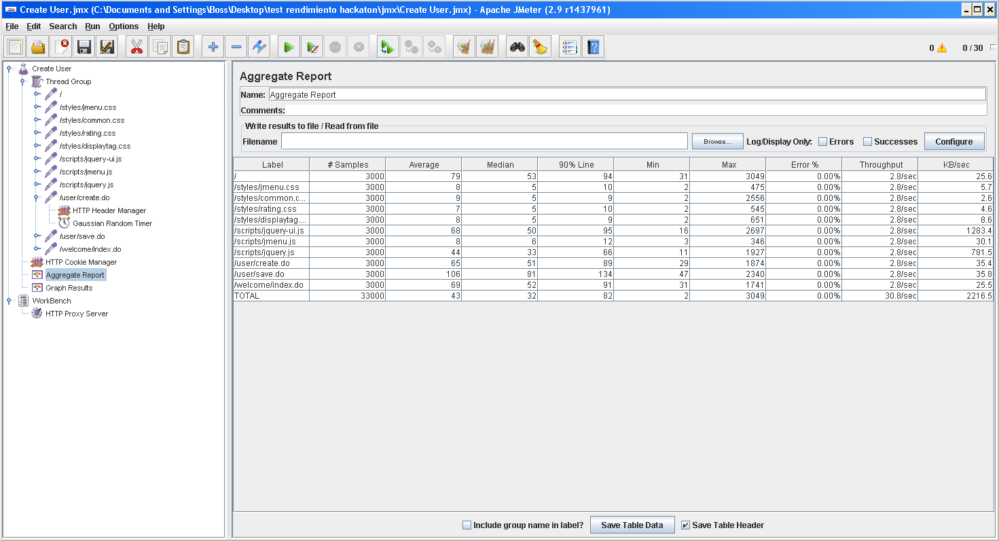 Create User.jmx (C:\Documents and Settings\Boss\Desktop\test rendimiento hackaton\jmx\Create User.jmx) - Apache JMeter (2.9 r1437961)
File Edit Search Run Options Help
0 0 / 30
Create User
Thread Group
/
/styles/jmenu.css
/styles/common.css
/styles/rating.css
/styles/displaytag.css
/scripts/jquery-ui.js
/scripts/jmenu.js
/scripts/jquery.js
/user/create.do
HTTP Header Manager
Gaussian Random Timer
/user/save.do
/welcome/index.do
HTTP Cookie Manager
Aggregate Report
Graph Results
WorkBench
HTTP Proxy Server
Aggregate Report
Name: Aggregate Report
Comments:
Write results to file / Read from file
Filename Browse... Log/Display Only: Errors Successes Configure
Label # Samples Average Median 90% Line Min Max Error % Throughput KB/sec
/ 3000 79 53 94 31 3049 0.00% 2.8/sec 25.6
/styles/jmenu.css 3000 8 5 10 2 475 0.00% 2.8/sec 5.7
/styles/common.c... 3000 9 5 9 2 2556 0.00% 2.8/sec 2.6
/styles/rating.css 3000 7 5 10 2 545 0.00% 2.8/sec 4.6
/styles/displaytag.... 3000 8 5 9 2 651 0.00% 2.8/sec 8.6
/scripts/jquery-ui.js 3000 68 50 95 16 2697 0.00% 2.8/sec 1283.4
/scripts/jmenu.js 3000 8 6 12 3 346 0.00% 2.8/sec 30.1
/scripts/jquery.js 3000 44 33 66 11 1927 0.00% 2.8/sec 781.5
/user/create.do 3000 65 51 89 29 1874 0.00% 2.8/sec 35.4
/user/save.do 3000 106 81 134 47 2340 0.00% 2.8/sec 35.8
/welcome/index.do 3000 69 52 91 31 1741 0.00% 2.8/sec 25.5
TOTAL 33000 43 32 82 2 3049 0.00% 30.8/sec 2216.5
Include group name in label? Save Table Data Save Table Header